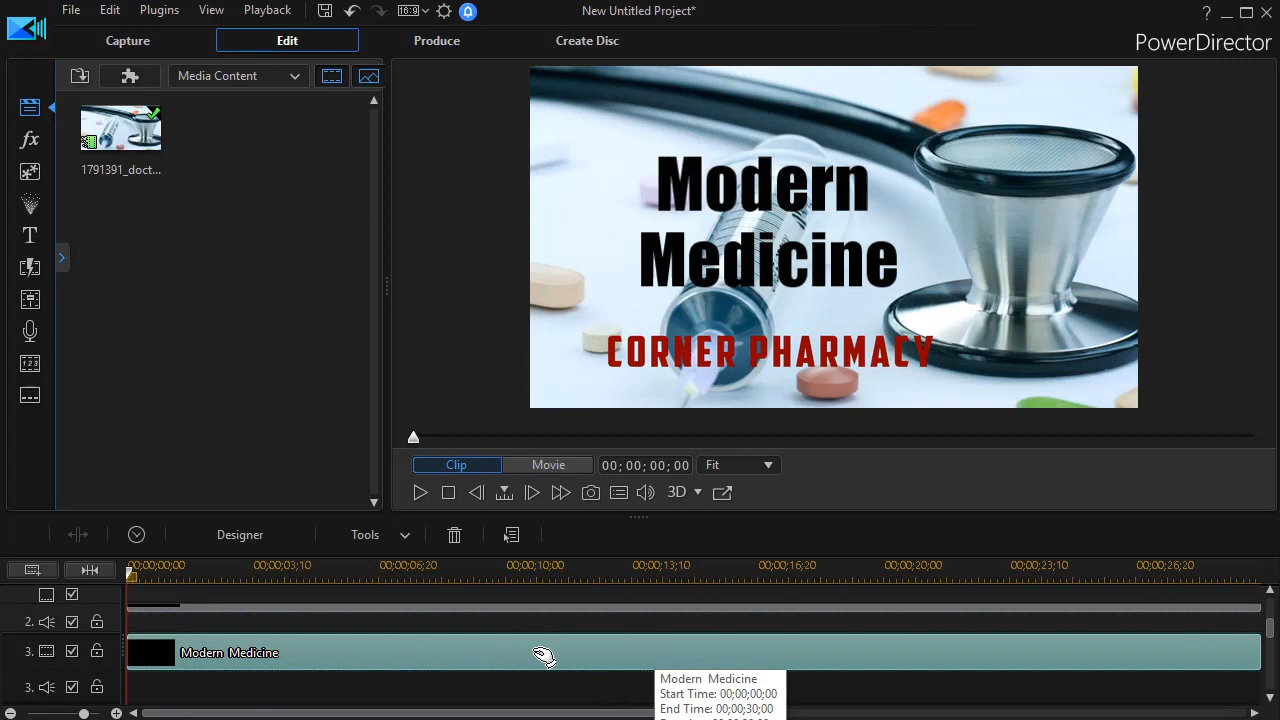 File Edit Plugins View Playback 16:9 New Untitled Project* ?
Capture Edit Produce Create Disc
PowerDirector
Media Content
1791391_doct...
fx
T
Modern
Medicine
CORNER PHARMACY
Clip Movie 00; 00; 00; 00 Fit
3D
Designer Tools
00;00;00;00 00;00;03;10 00;00;06;20 00;00;10;00 00;00;13;10 00;00;16;20 00;00;20;00 00;00;23;10 00;00;26;20
2.
3. Modern Medicine
Modern Medicine
3.
Start Time: 00;00;00;00
End Time: 00;00;30;00